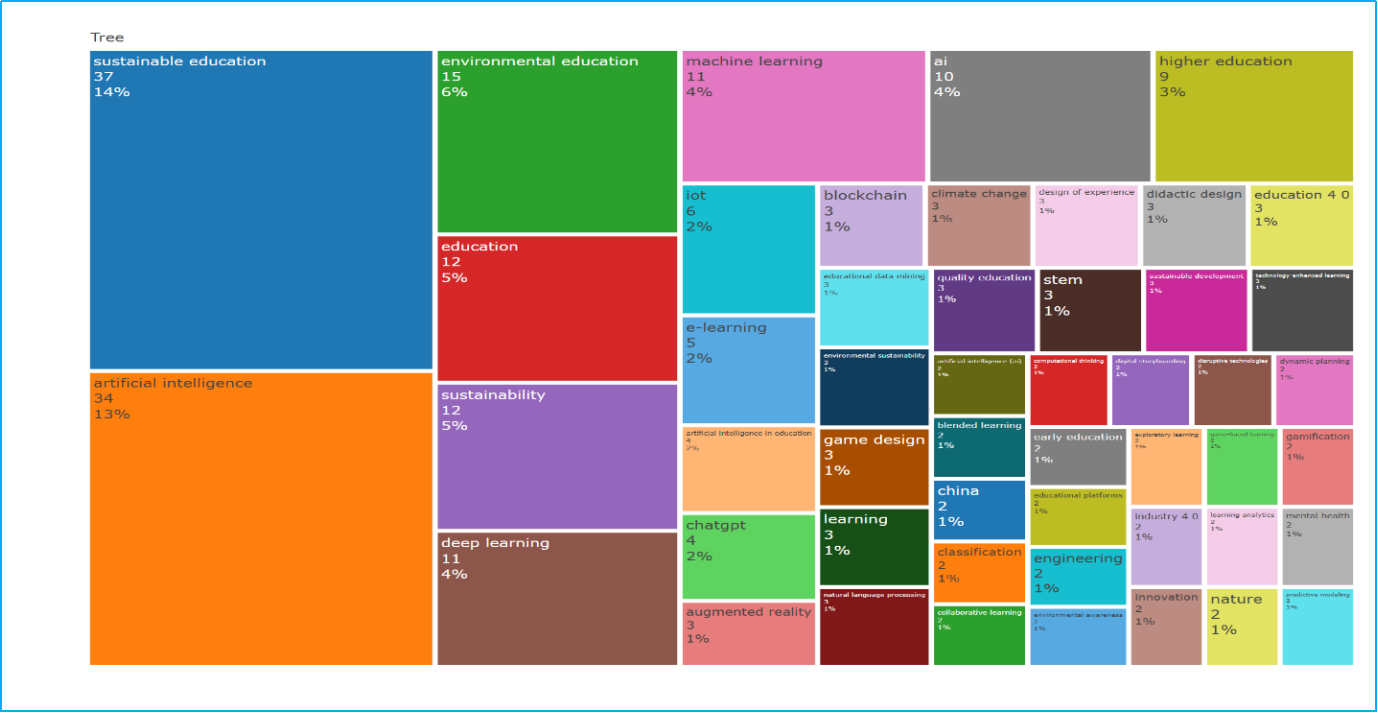 Tree
sustainable education
37
14%
artificial intelligence
34
13%
environmental education
15
6%
education
12
5%
sustainability
12
5%
deep learning
11
4%
machine learning
11
4%
ai
10
4%
higher education
9
3%
iot
6
2%
e-learning
5
2%
artificial intelligence in education
4
2%
chatgpt
4
2%
augmented reality
3
1%
blockchain
3
1%
climate change
3
1%
design of experience
3
1%
didactic design
3
1%
education 4 0
3
1%
educational data mining
3
1%
environmental sustainability
3
1%
game design
3
1%
learning
3
1%
natural language processing
3
1%
quality education
3
1%
stem
3
1%
sustainable development
3
1%
technology-enhanced learning
3
1%
artificial intelligence (ai)
2
1%
blended learning
2
1%
china
2
1%
classification
2
1%
collaborative learning
2
1%
computational thinking
2
1%
digital storyboarding
2
1%
disruptive technologies
2
1%
dynamic planning
2
1%
early education
2
1%
educational platforms
2
1%
engineering
2
1%
environmental awareness
2
1%
exploratory learning
2
1%
game-based learning
2
1%
gamification
2
1%
industry 4 0
2
1%
learning analytics
2
1%
mental health
2
1%
innovation
2
1%
nature
2
1%
predictive modeling
2
1%